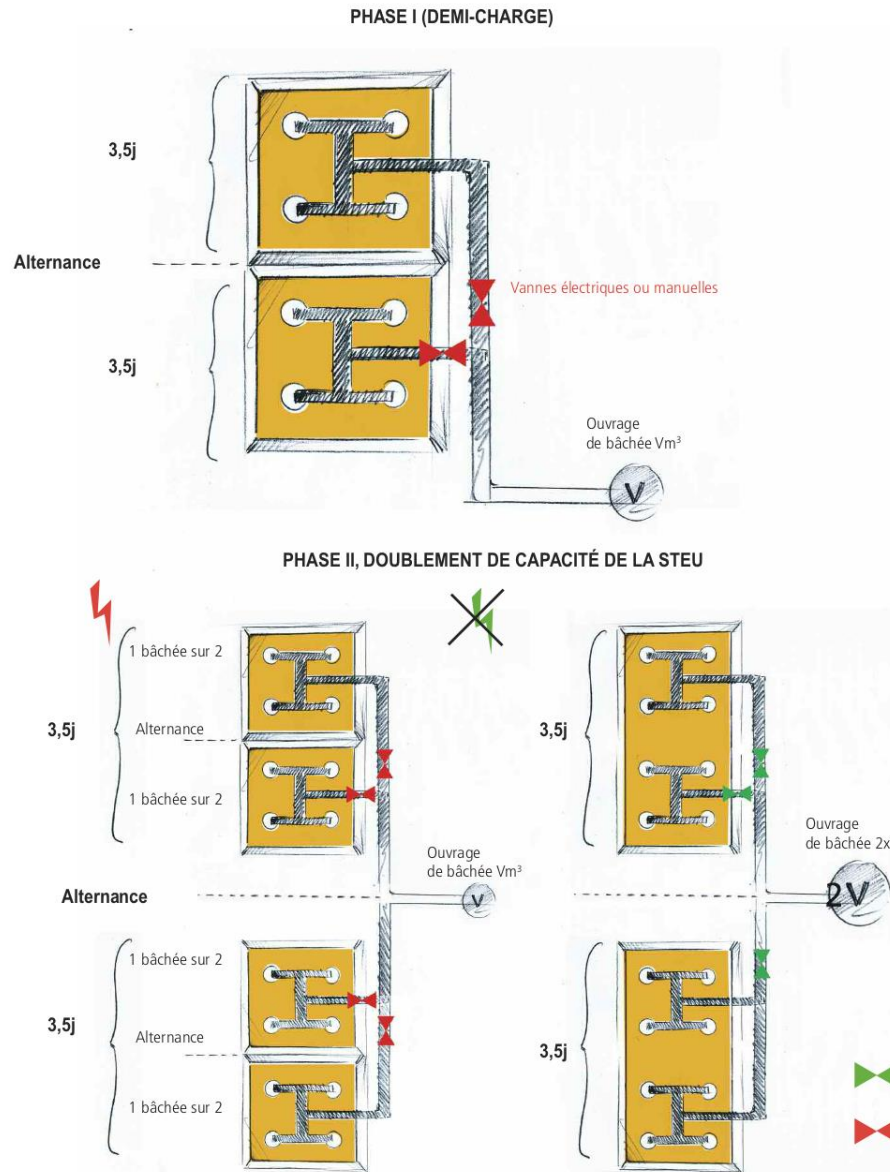 PHASE I (DEMI-CHARGE)
3,5j
Alternance
Vannes électriques ou manuelles
3,5j
Ouvrage
de bâchée Vm³
V
PHASE II, DOUBLEMENT DE CAPACITÉ DE LA STEU
1 bâchée sur 2
3,5j
Alternance
1 bâchée sur 2
3,5j
Ouvrage
de bâchée Vm³
V
Ouvrage
de bâchée 2x
2V
Alternance
1 bâchée sur 2
3,5j
Alternance
1 bâchée sur 2
3,5j